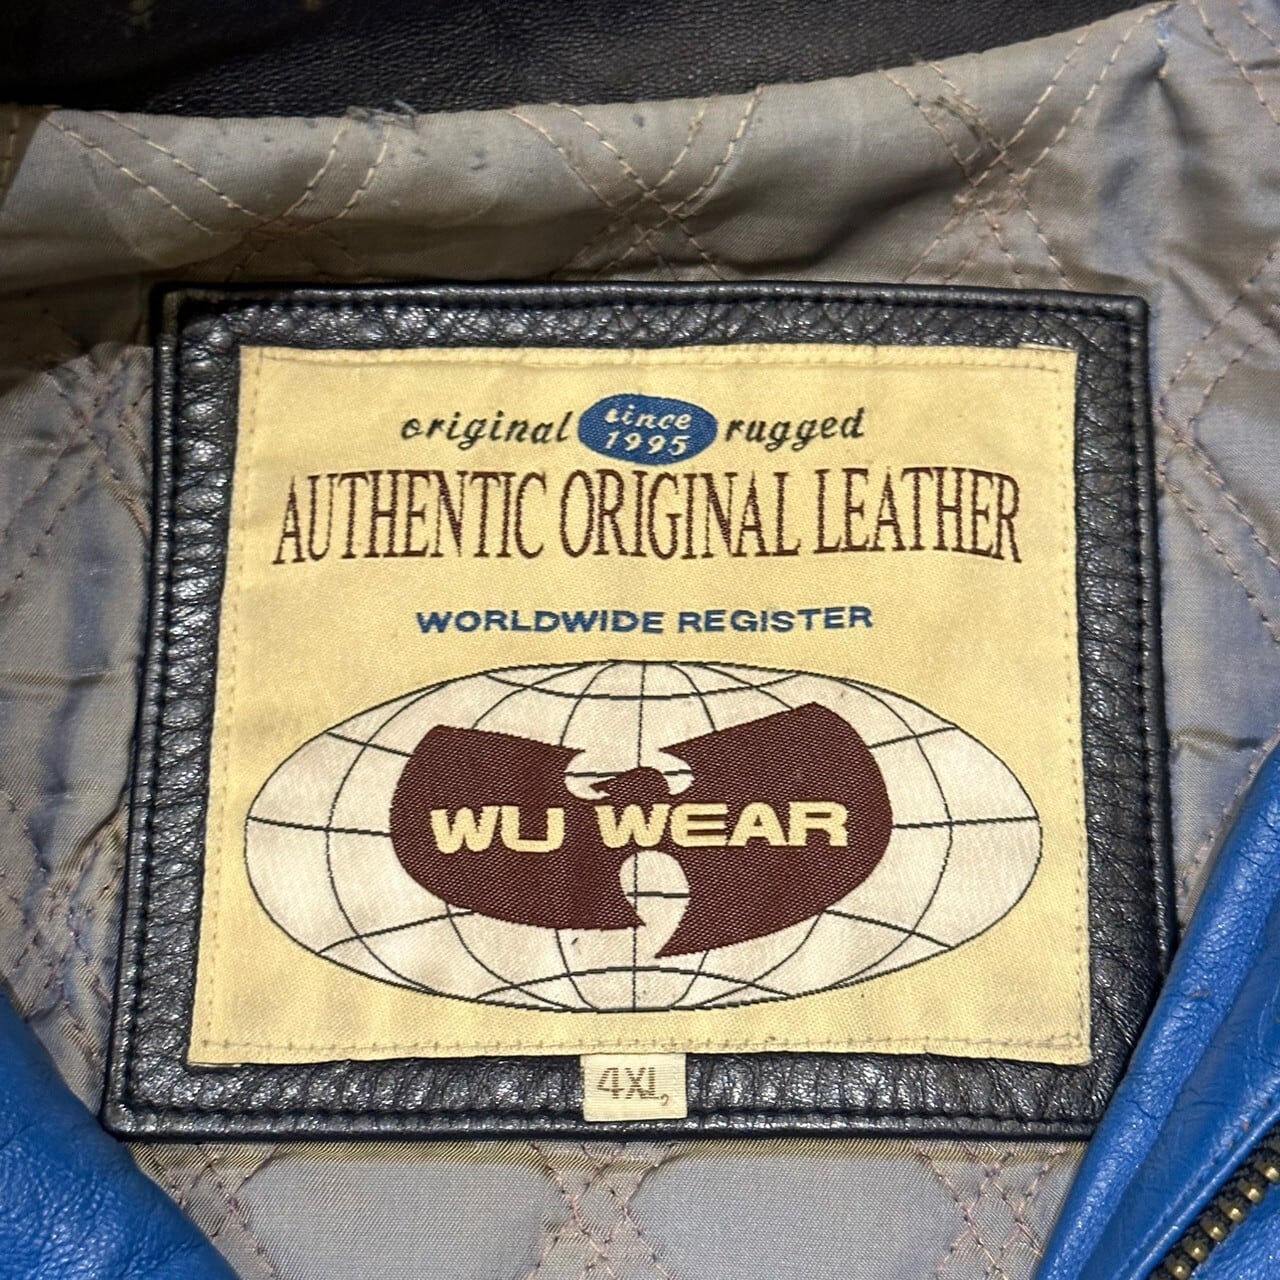 original since 1995 rugged
AUTHENTIC ORIGINAL LEATHER
WORLDWIDE REGISTER
WU WEAR
4XL